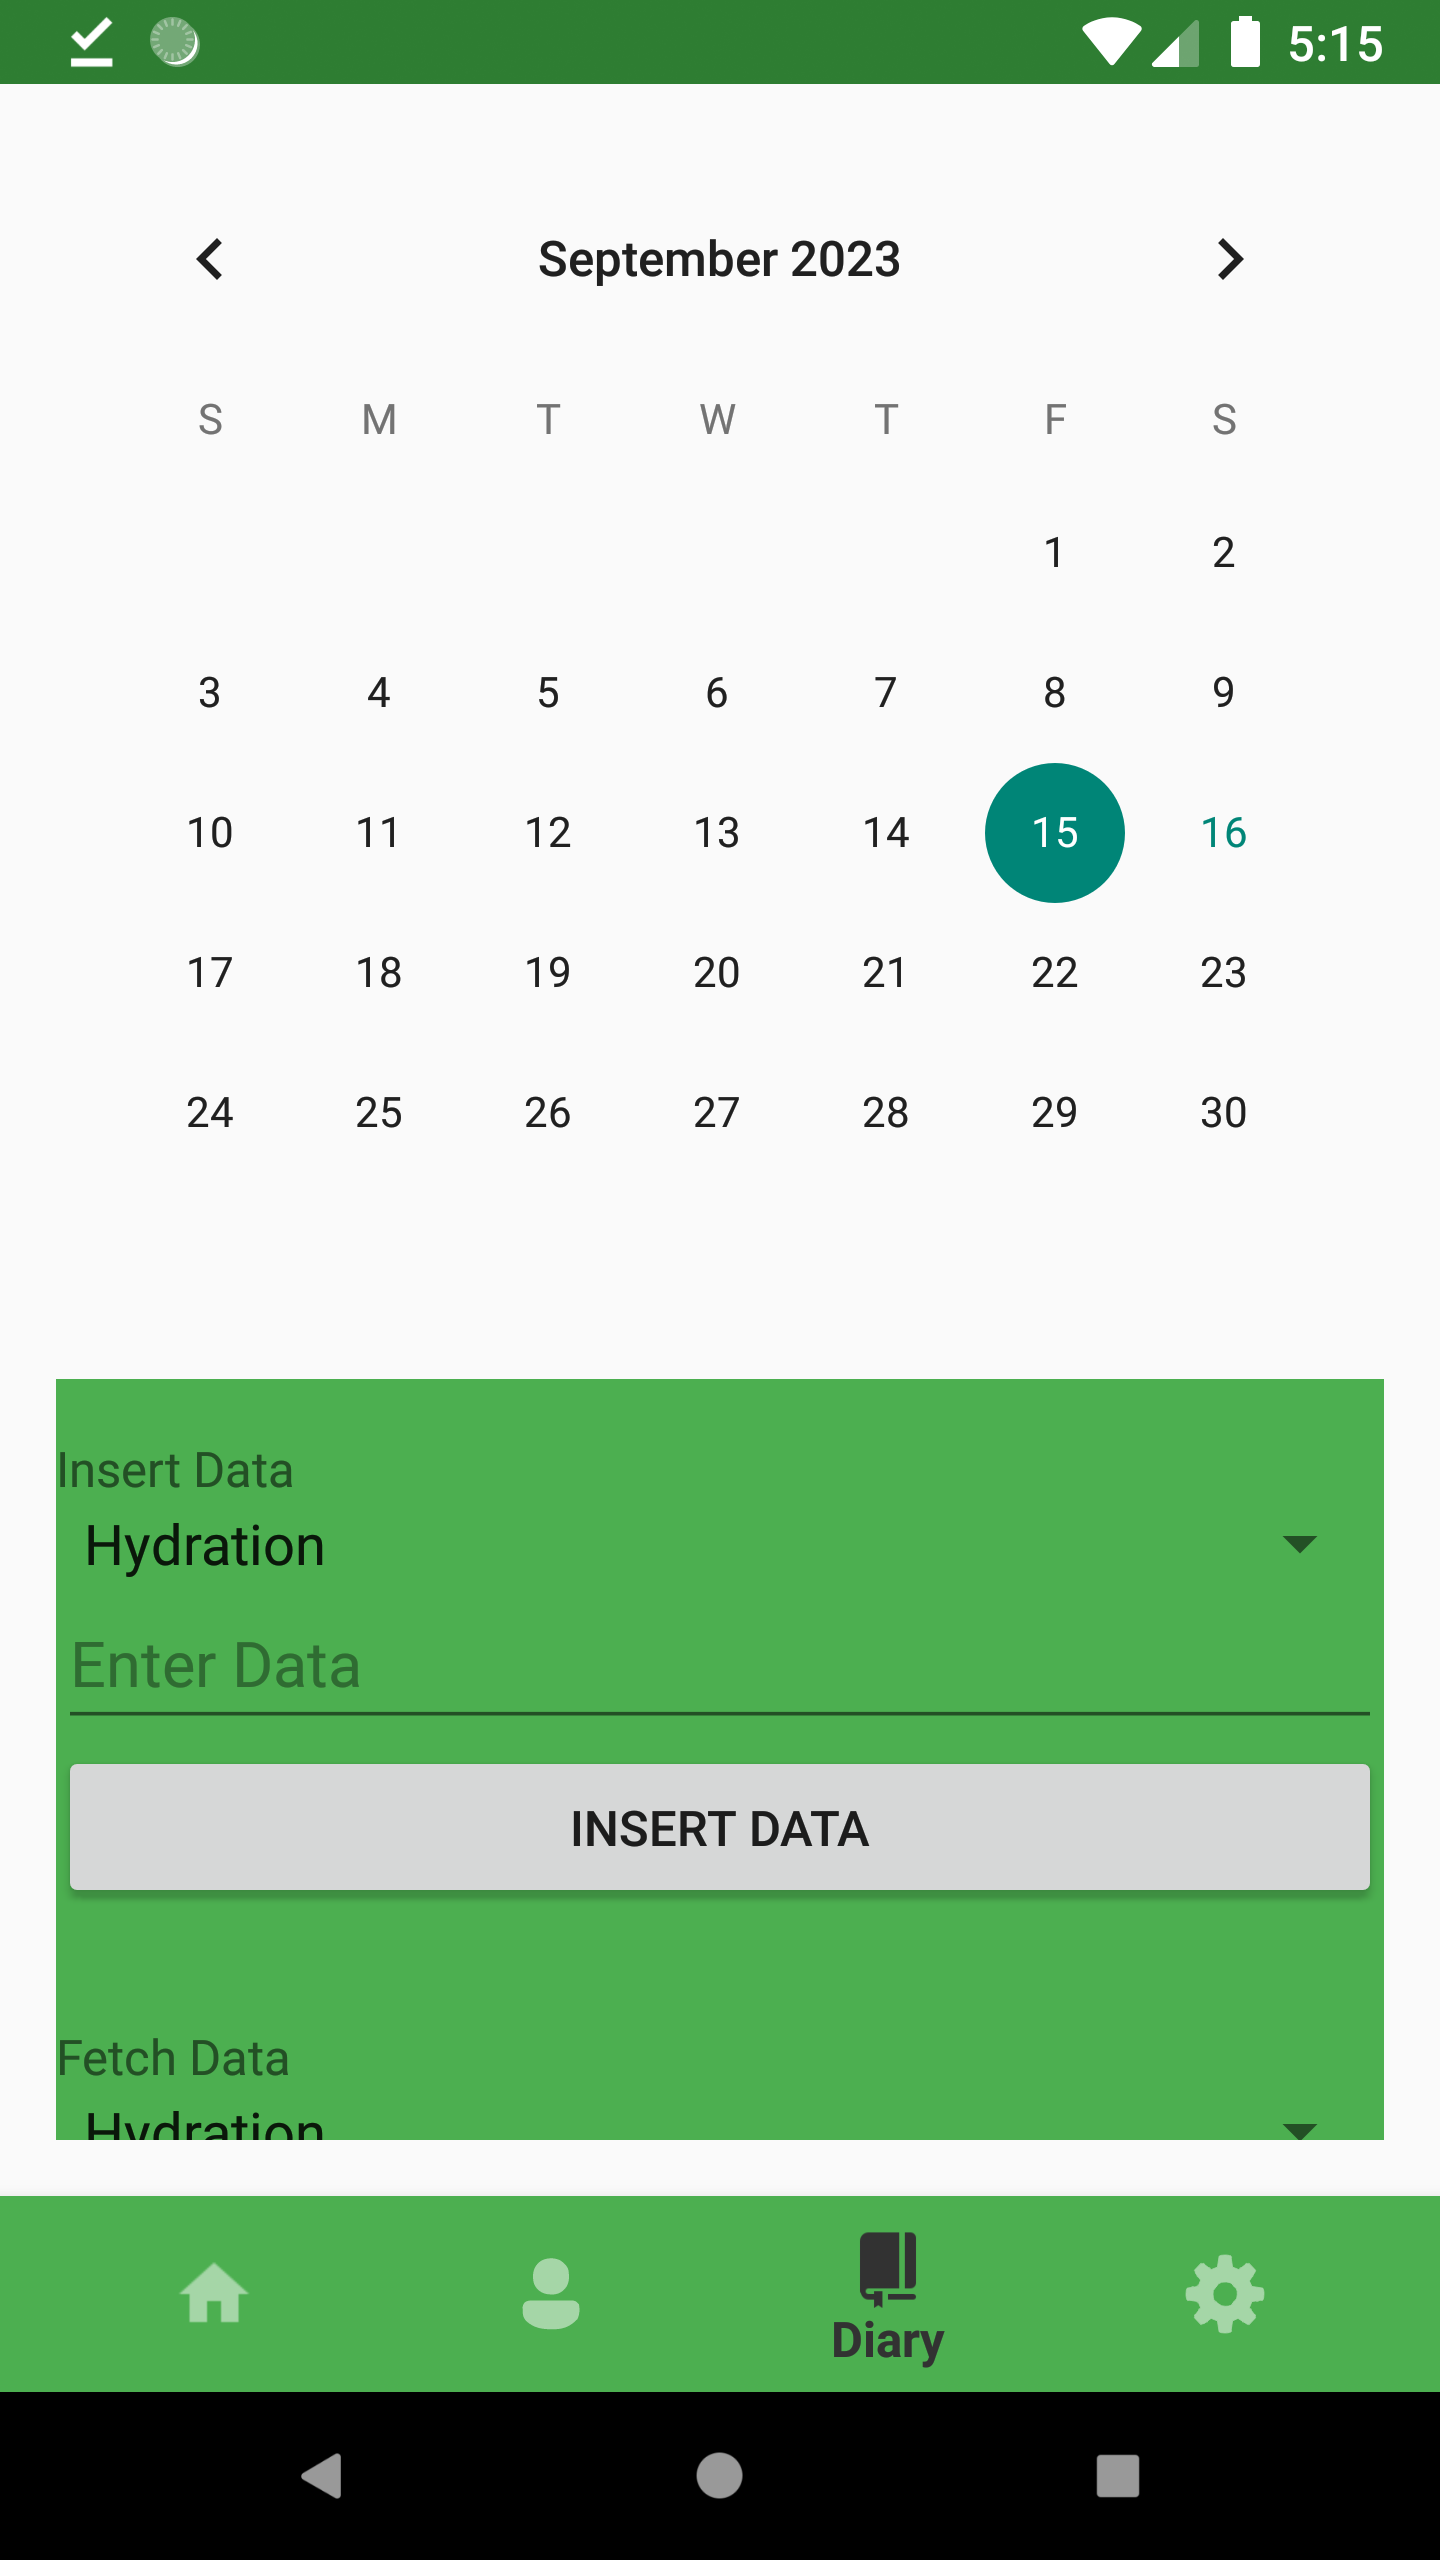 5:15
September 2023
S M T W T F S
1 2
3 4 5 6 7 8 9
10 11 12 13 14 15 16
17 18 19 20 21 22 23
24 25 26 27 28 29 30
Insert Data
Hydration
Enter Data
INSERT DATA
Fetch Data
Hydration
Diary